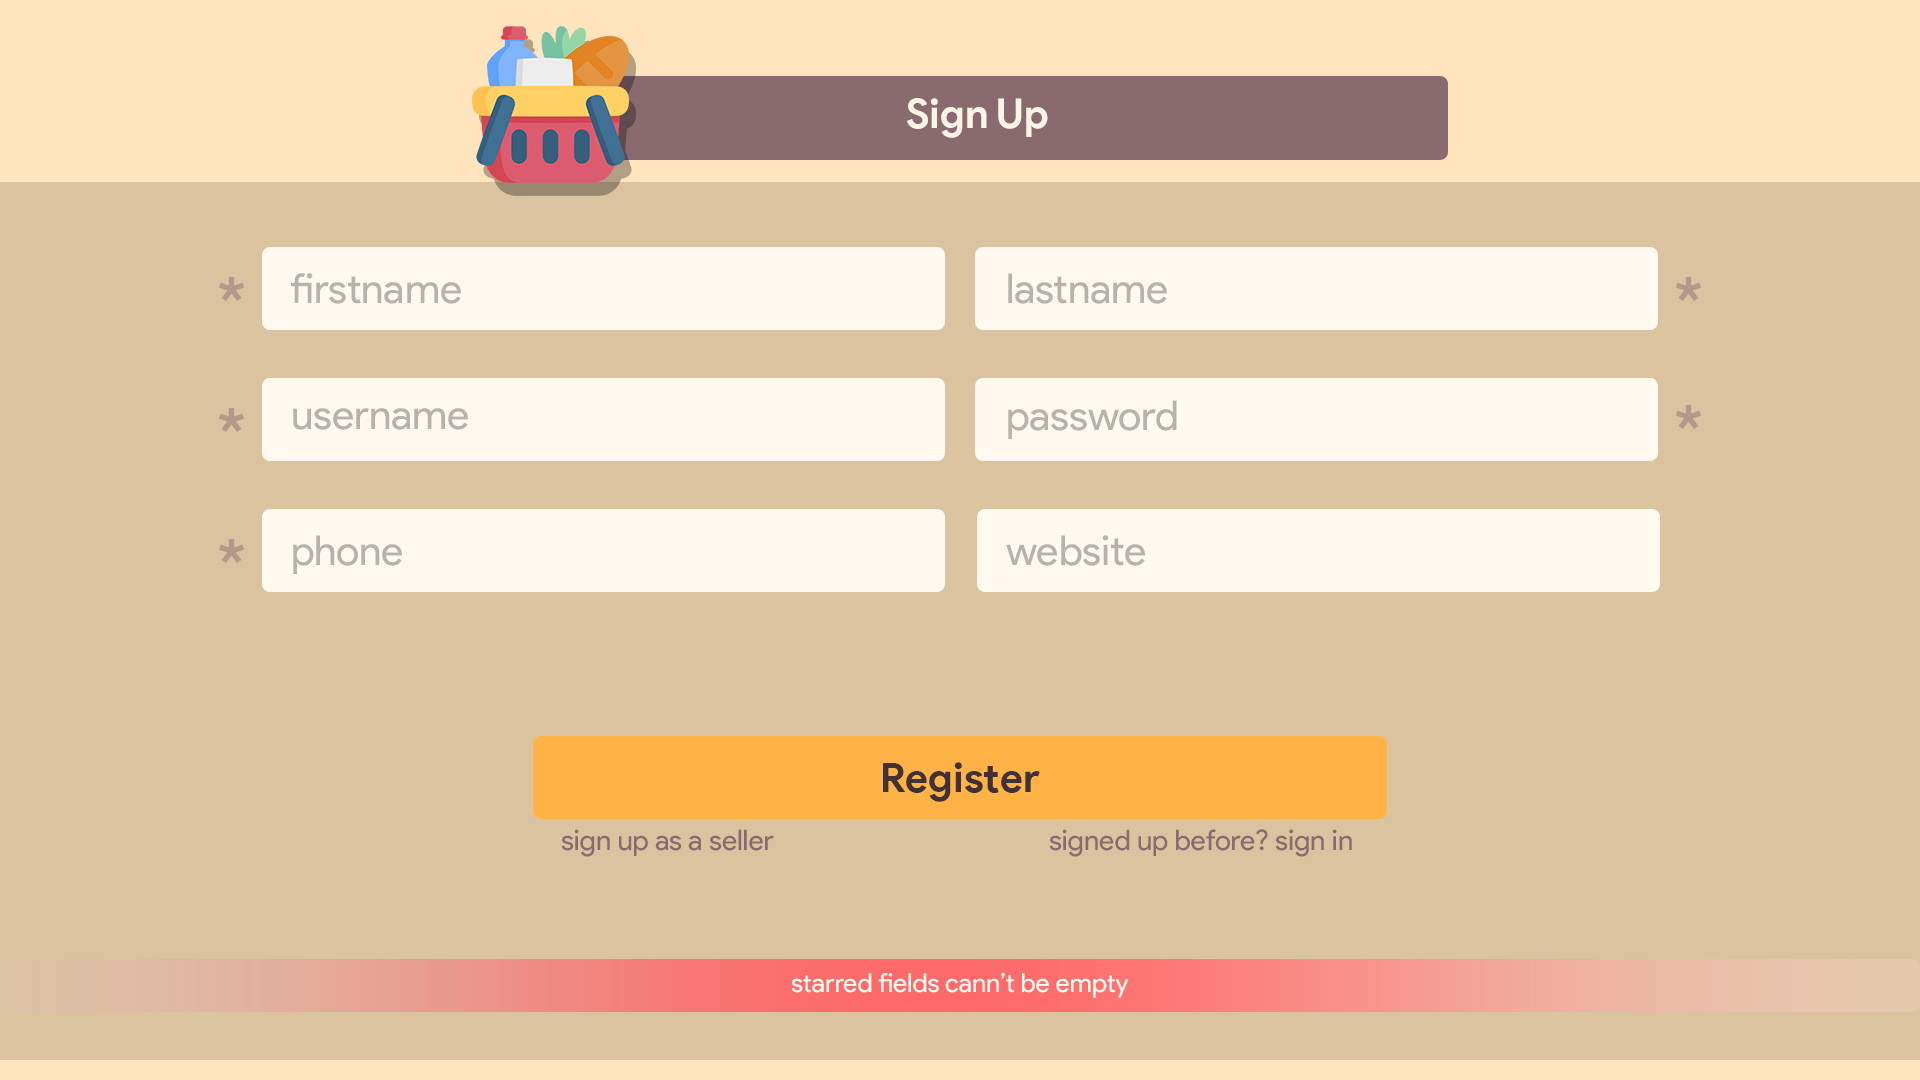 Sign Up
* firstname lastname *
* username password *
* phone website
Register
sign up as a seller signed up before? sign in
starred fields cann’t be empty